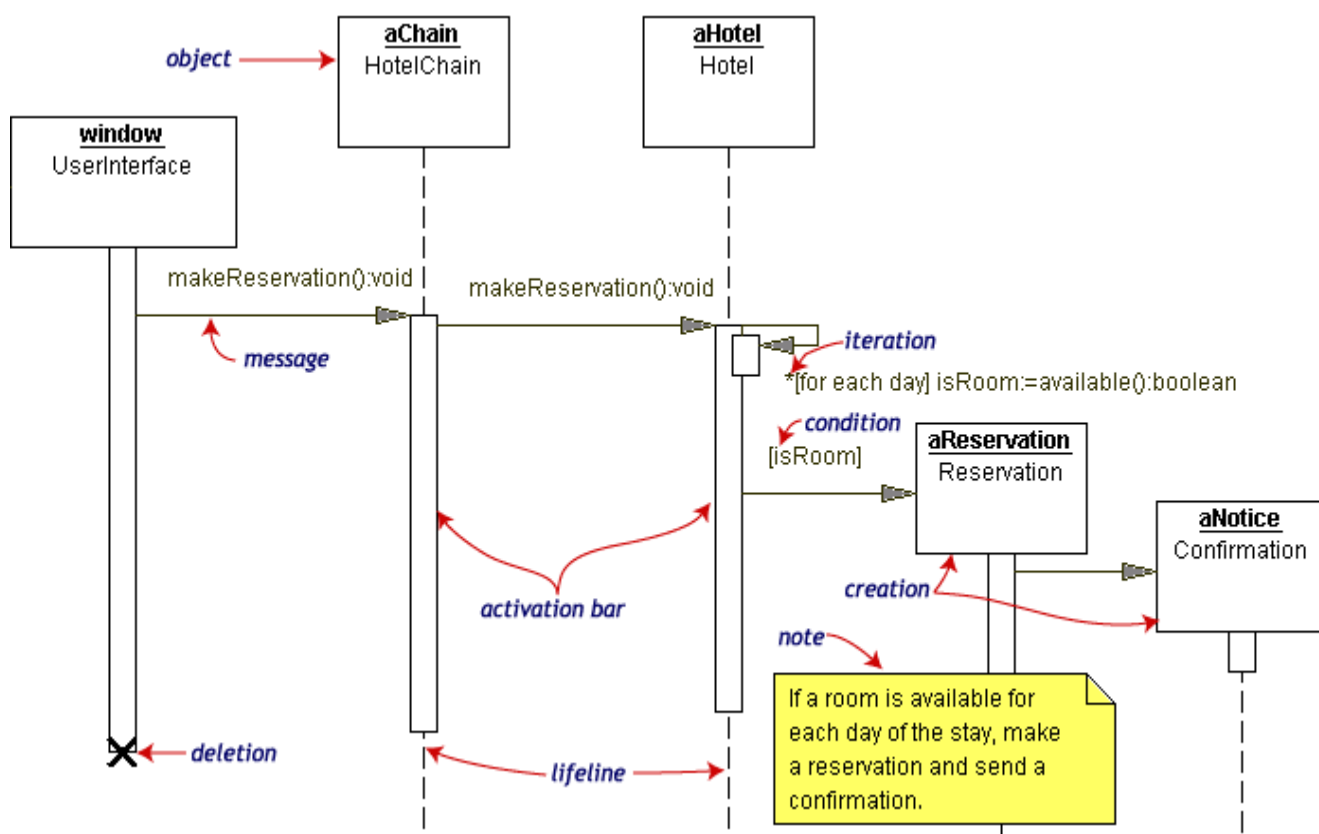 aChain
HotelChain
aHotel
Hotel
object
window
UserInterface
makeReservation():void
makeReservation():void
message
iteration
*[for each day] isRoom:=available():boolean
condition
[isRoom]
aReservation
Reservation
aNotice
Confirmation
activation bar
creation
note
If a room is available for
each day of the stay, make
a reservation and send a
confirmation.
deletion
lifeline